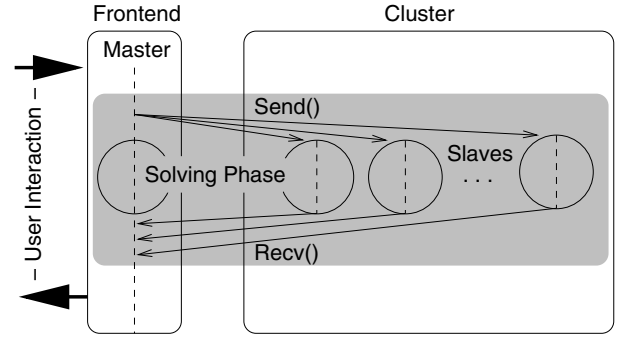 Frontend
Cluster
Master
Send()
Slaves
Solving Phase
. . .
Recv()
– User Interaction –